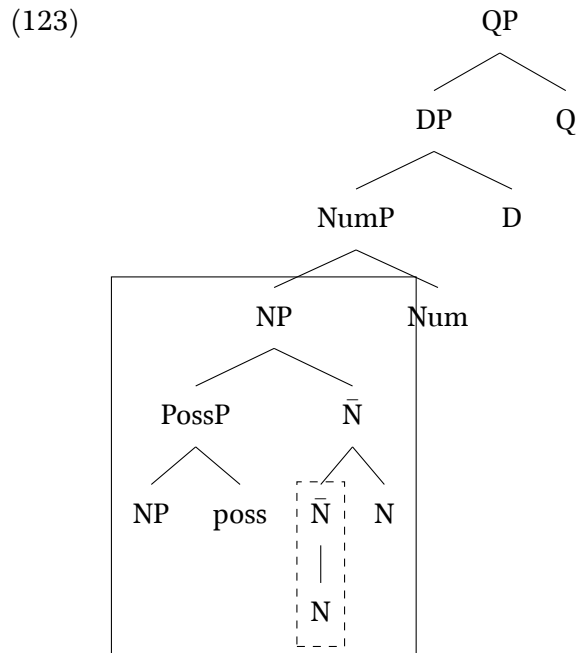 (123) QP
DP Q
NumP D
NP Num
PossP N̄
NP poss N̄ N
N